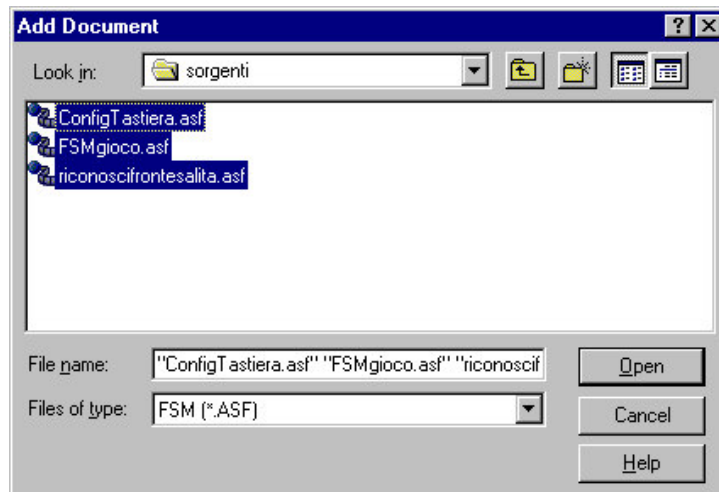 Add Document
Look in: sorgenti
ConfigTastiera.asf
FSMgioco.asf
riconoscifrontesalita.asf
File name: "ConfigTastiera.asf" "FSMgioco.asf" "riconoscif Open
Files of type: FSM (*.ASF) Cancel
Help